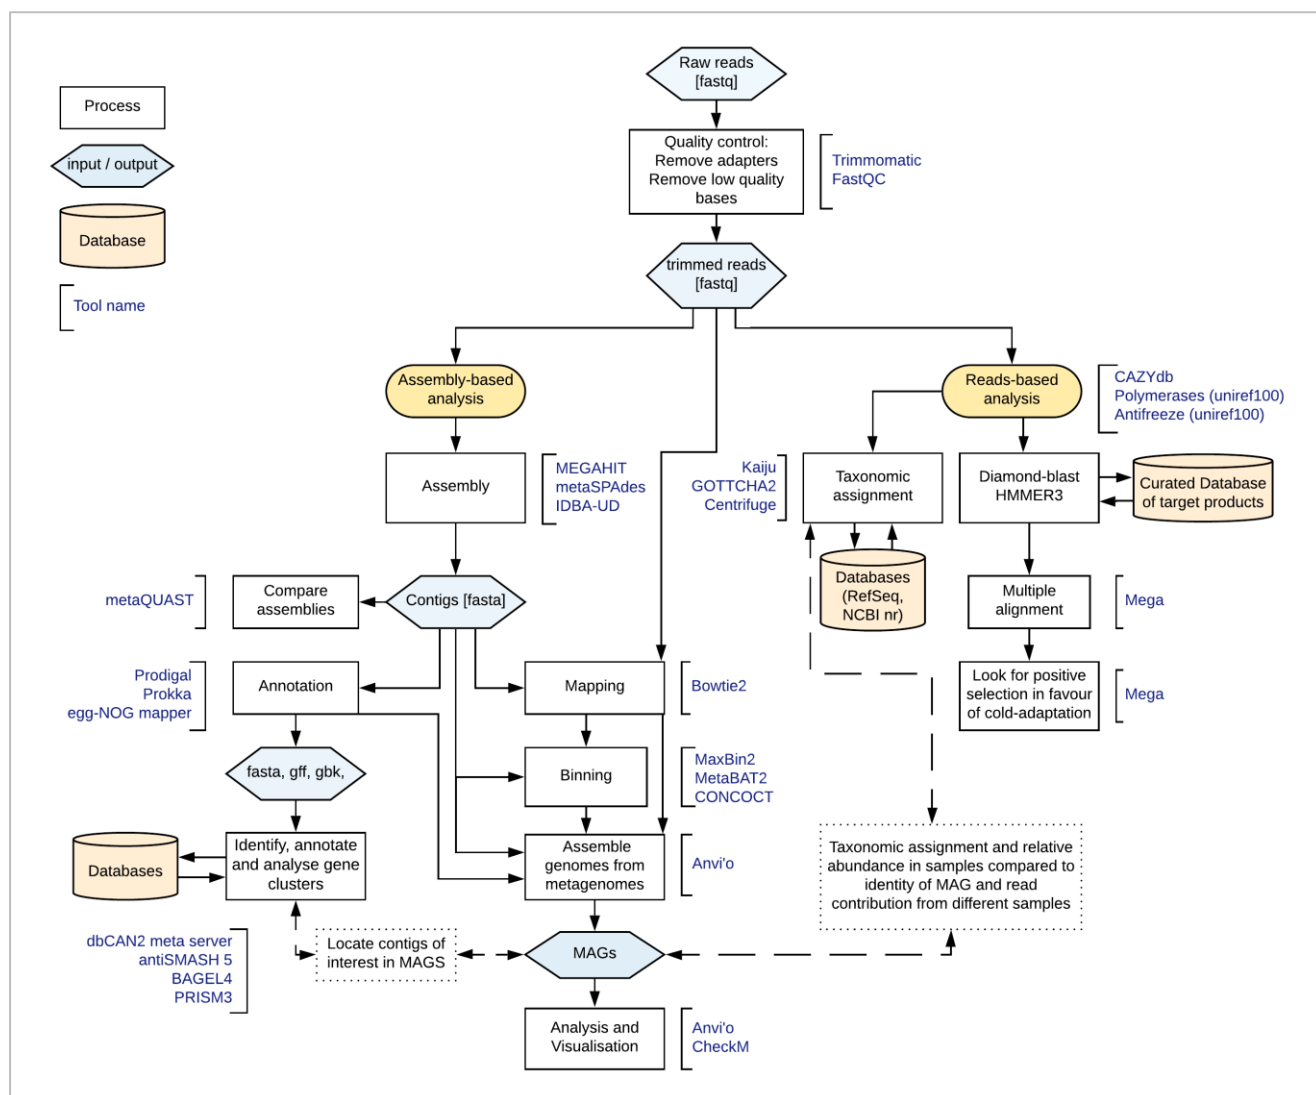 Raw reads
[fastq]
Process
Quality control:
Remove adapters
Remove low quality
bases
Trimmomatic
FastQC
input / output
Database
Tool name
trimmed reads
[fastq]
Assembly-based
analysis
Reads-based
analysis
CAZYdb
Polymerases (uniref100)
Antifreeze (uniref100)
Assembly
MEGAHIT
metaSPAdes
IDBA-UD
Kaiju
GOTTCHA2
Centrifuge
Taxonomic
assignment
Diamond-blast
HMMER3
Curated Database
of target products
metaQUAST
Compare
assemblies
Contigs [fasta]
Databases
(RefSeq,
NCBI nr)
Multiple
alignment
Mega
Prodigal
Prokka
egg-NOG mapper
Annotation
Mapping
Bowtie2
Look for positive
selection in favour
of cold-adaptation
Mega
fasta, gff, gbk,
Binning
MaxBin2
MetaBAT2
CONCOCT
Databases
Identify, annotate
and analyse gene
clusters
Assemble
genomes from
metagenomes
Anvi'o
Taxonomic assignment and relative
abundance in samples compared to
identity of MAG and read
contribution from different samples
dbCAN2 meta server
antiSMASH 5
BAGEL4
PRISM3
Locate contigs of
interest in MAGS
MAGs
Analysis and
Visualisation
Anvi'o
CheckM